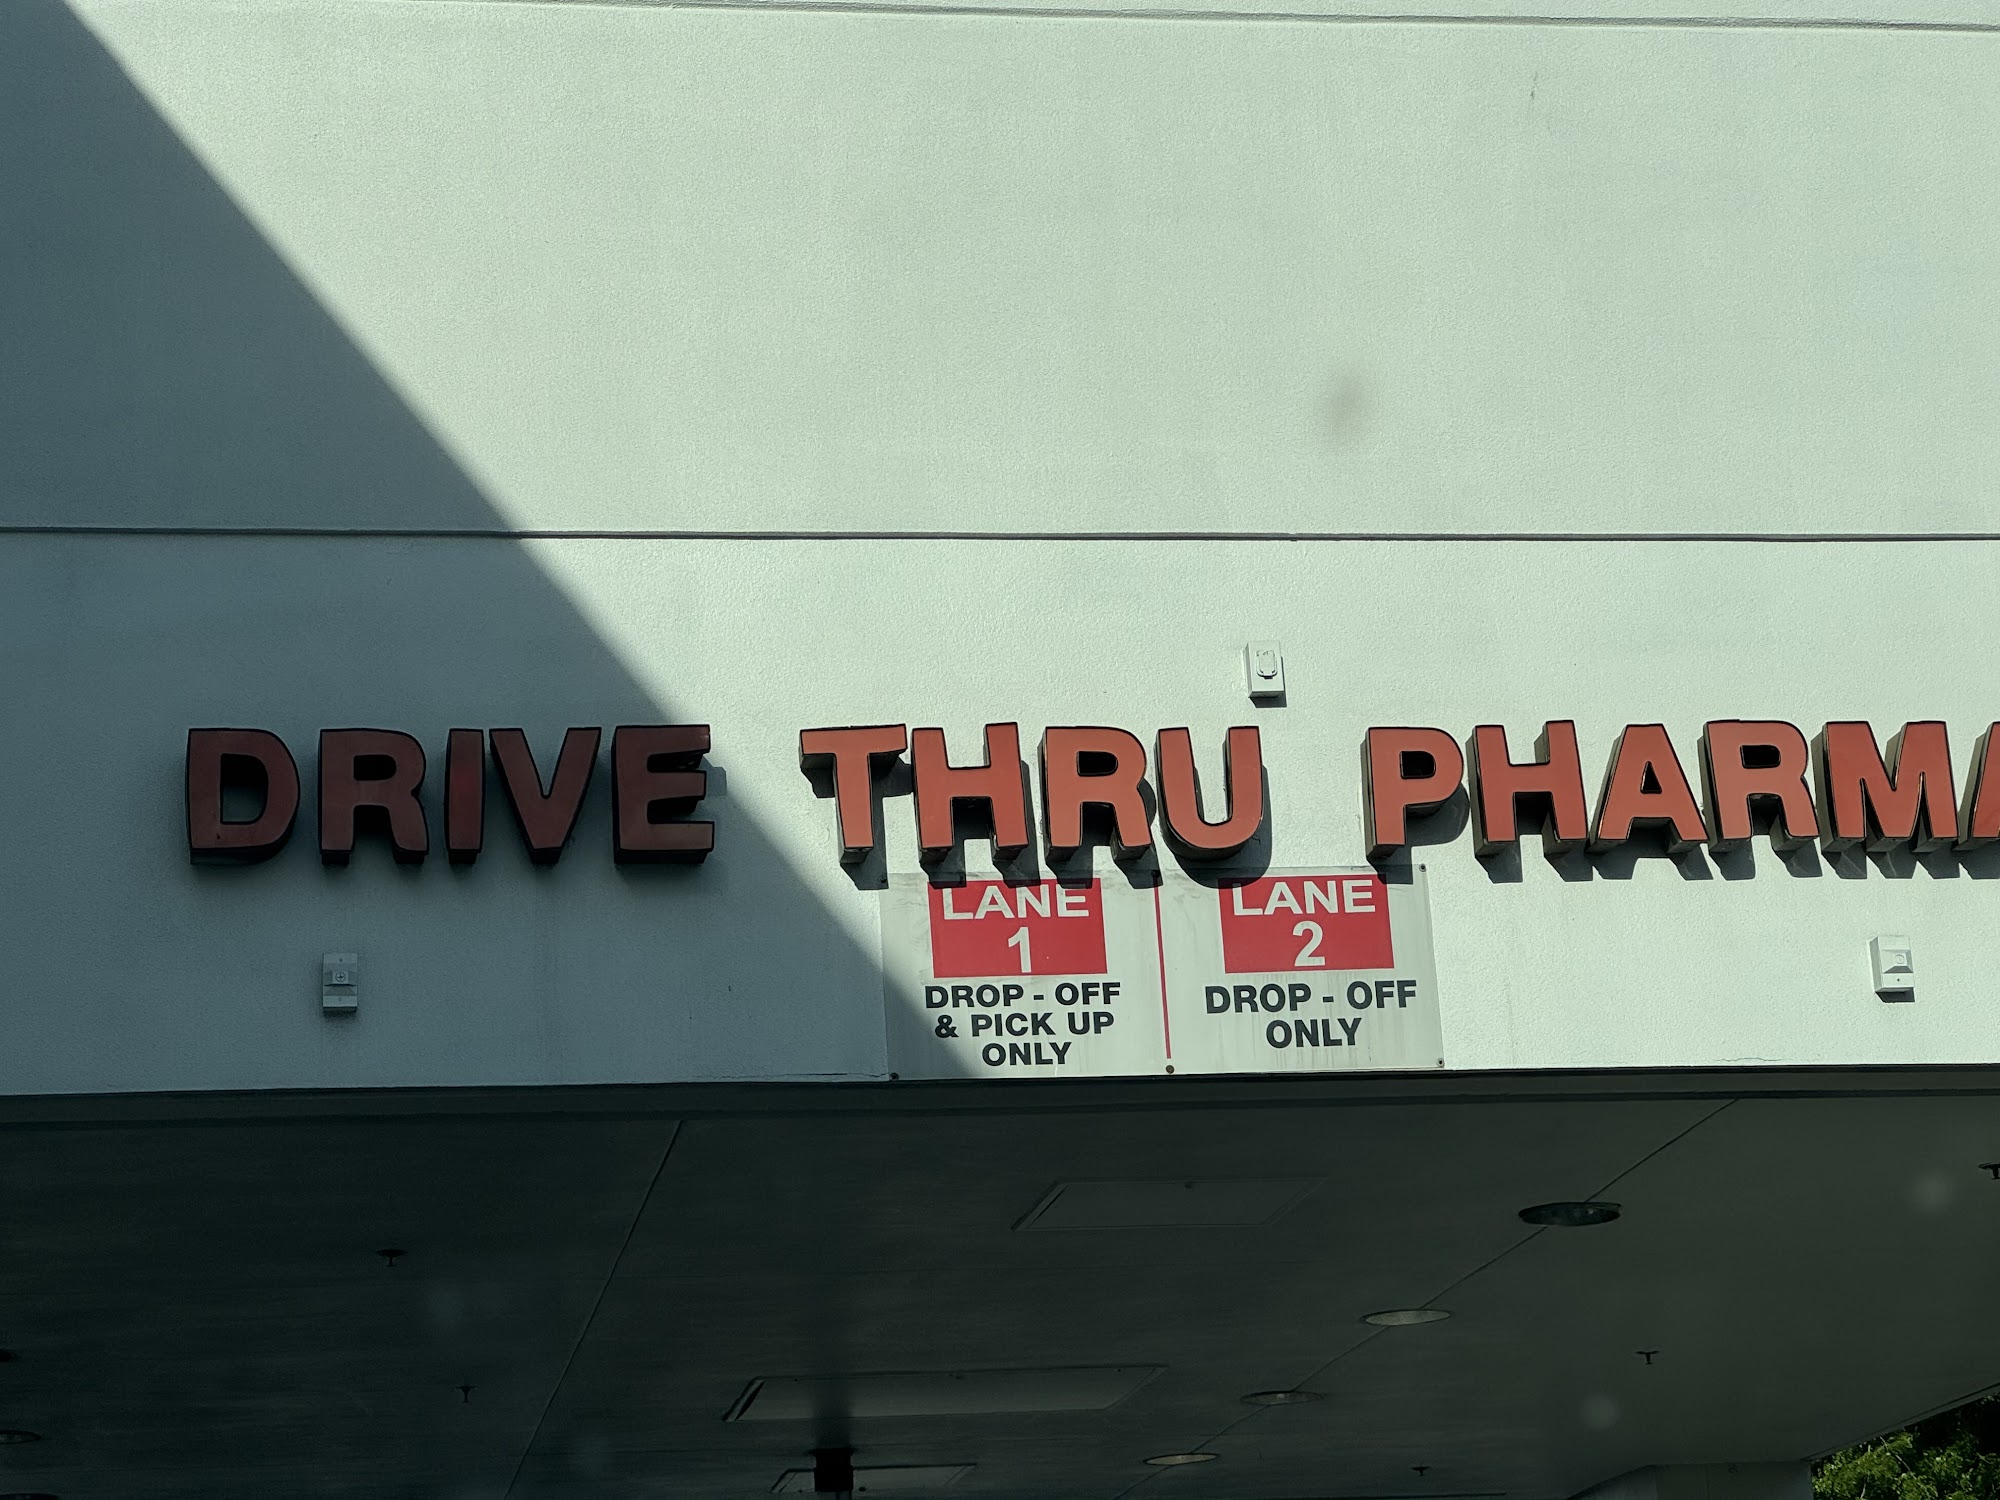 DRIVE THRU PHARMA
LANE
1
DROP - OFF
& PICK UP
ONLY
LANE
2
DROP - OFF
ONLY